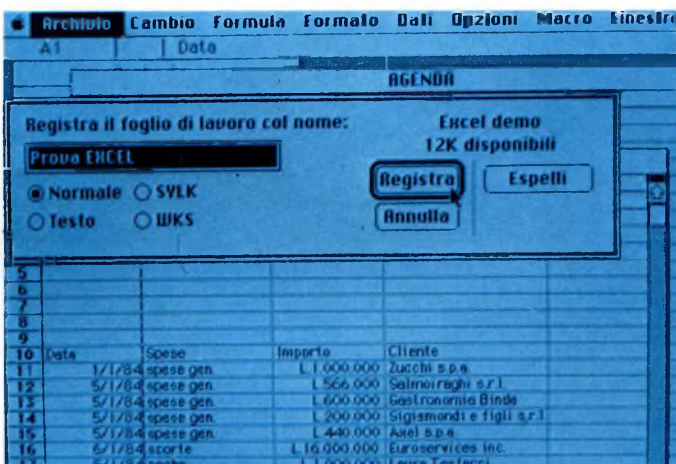 Archivio Cambio Formula Formato Dati Opzioni Macro Finestre
A1 Data
AGENDA
Registra il foglio di lavoro col nome:
Excel demo
12K disponibili
Prova EXCEL
Registra Espelli
Normale SYLK
Annulla
Testo WKS
5
6
7
8
9
10 Data Spese Importo Cliente
11 1/1/84 spese gen. L.1.000.000 Zucchi s.p.a.
12 5/1/84 spese gen. L.566.000 Salmoiraghi s.r.l.
13 5/1/84 spese gen. L.600.000 Gastronomia Binda
14 5/1/84 spese gen. L.200.000 Sigismondi e figli s.r.l.
15 5/1/84 spese gen. L.440.000 Axel s.p.a.
16 6/1/84 scorte L.16.000.000 Euroservices inc.